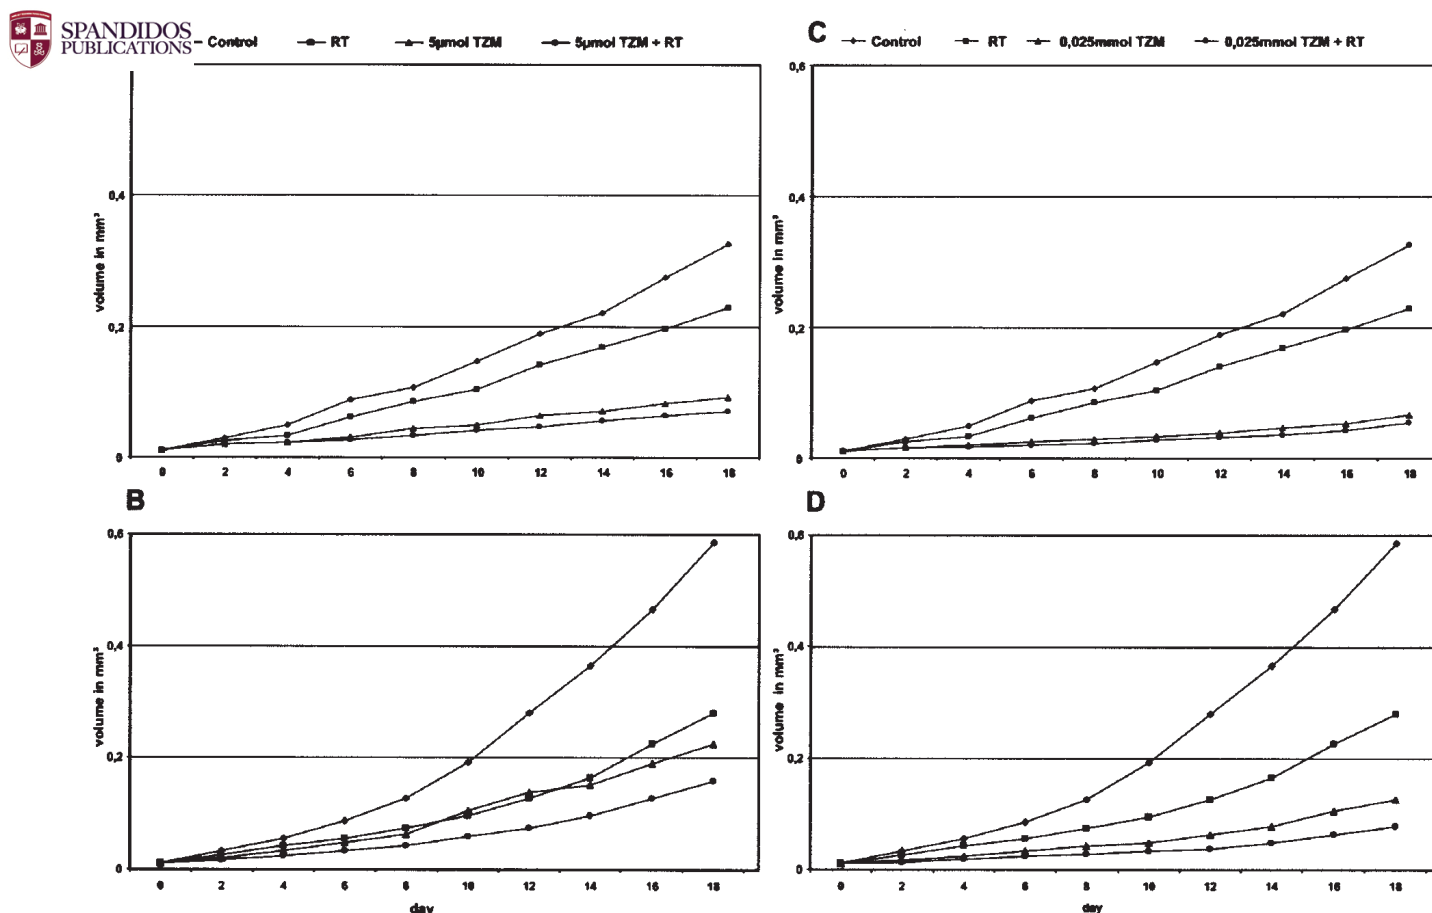 SPANDIDOS
PUBLICATIONS
Control RT 5µmol TZM 5µmol TZM + RT
0,4
0,2
0
volume in mm³
0 2 4 6 8 10 12 14 16 18
C
Control RT 0,025mmol TZM 0,025mmol TZM + RT
0,6
0,4
0,2
0
volume in mm³
0 2 4 6 8 10 12 14 16 18
B
0,6
0,4
0,2
0
volume in mm³
0 2 4 6 8 10 12 14 16 18
day
D
0,6
0,4
0,2
0
volume in mm³
0 2 4 6 8 10 12 14 16 18
day